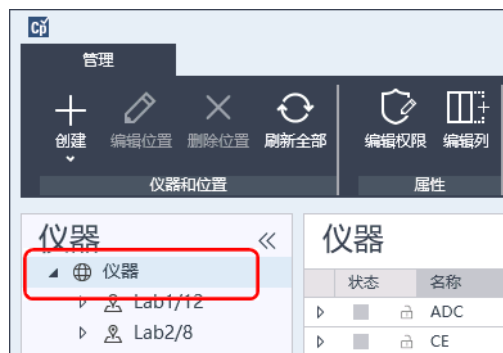 管理
创建 编辑位置 删除位置 刷新全部 编辑权限 编辑列
仪器和位置 属性
仪器 仪器
仪器
状态 名称
Lab1/12
ADC
Lab2/8
CE